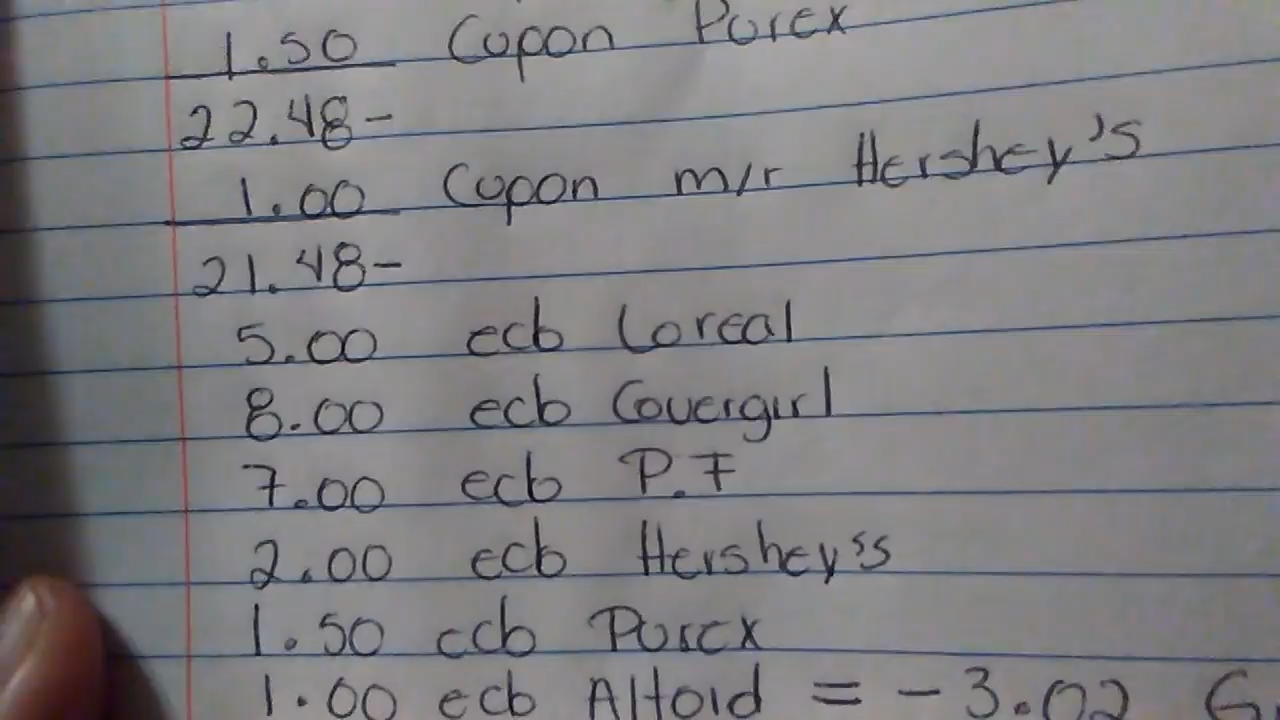 1.50 Cupon Purex
22.48-
1.00 Cupon m/r Hershey's
21.48-
5.00 ecb Loreal
8.00 ecb Covergirl
7.00 ecb P.F
2.00 ecb Hershey's
1.50 ecb Purex
1.00 ecb Altoid = -3.02 G.